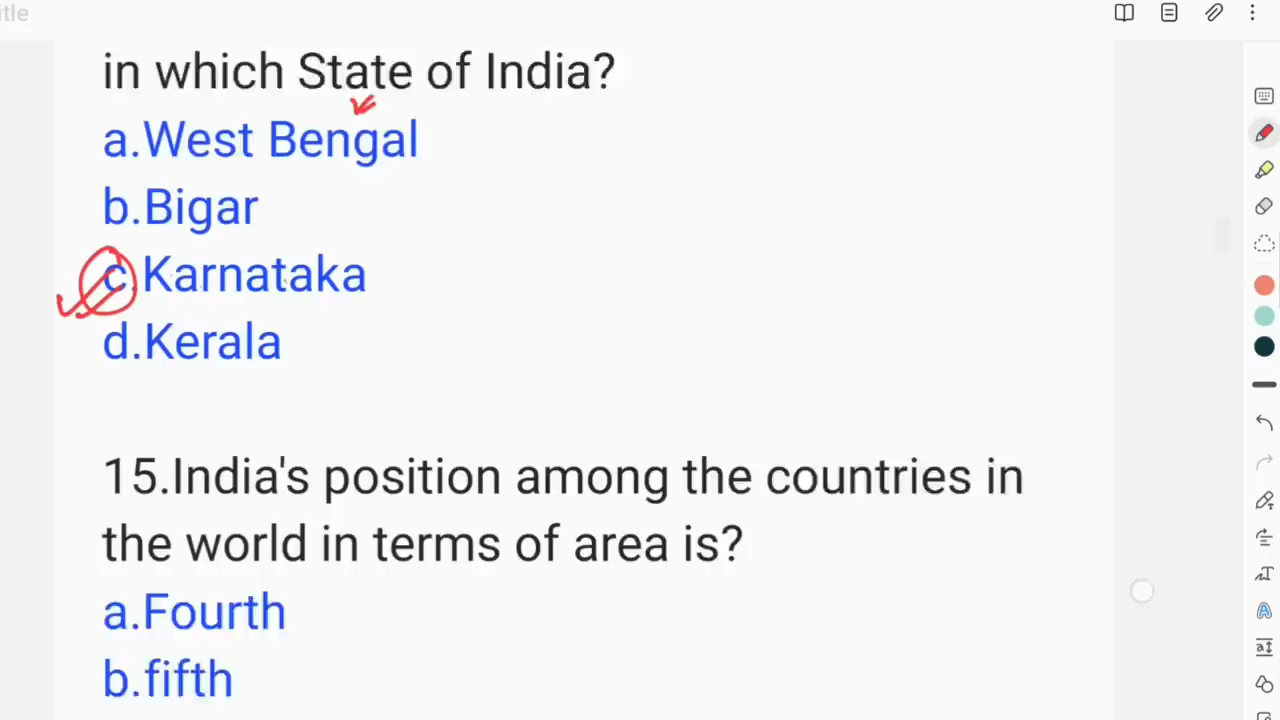 itle
in which State of India?
a.West Bengal
b.Bigar
c.Karnataka
d.Kerala
15.India's position among the countries in
the world in terms of area is?
a.Fourth
b.fifth